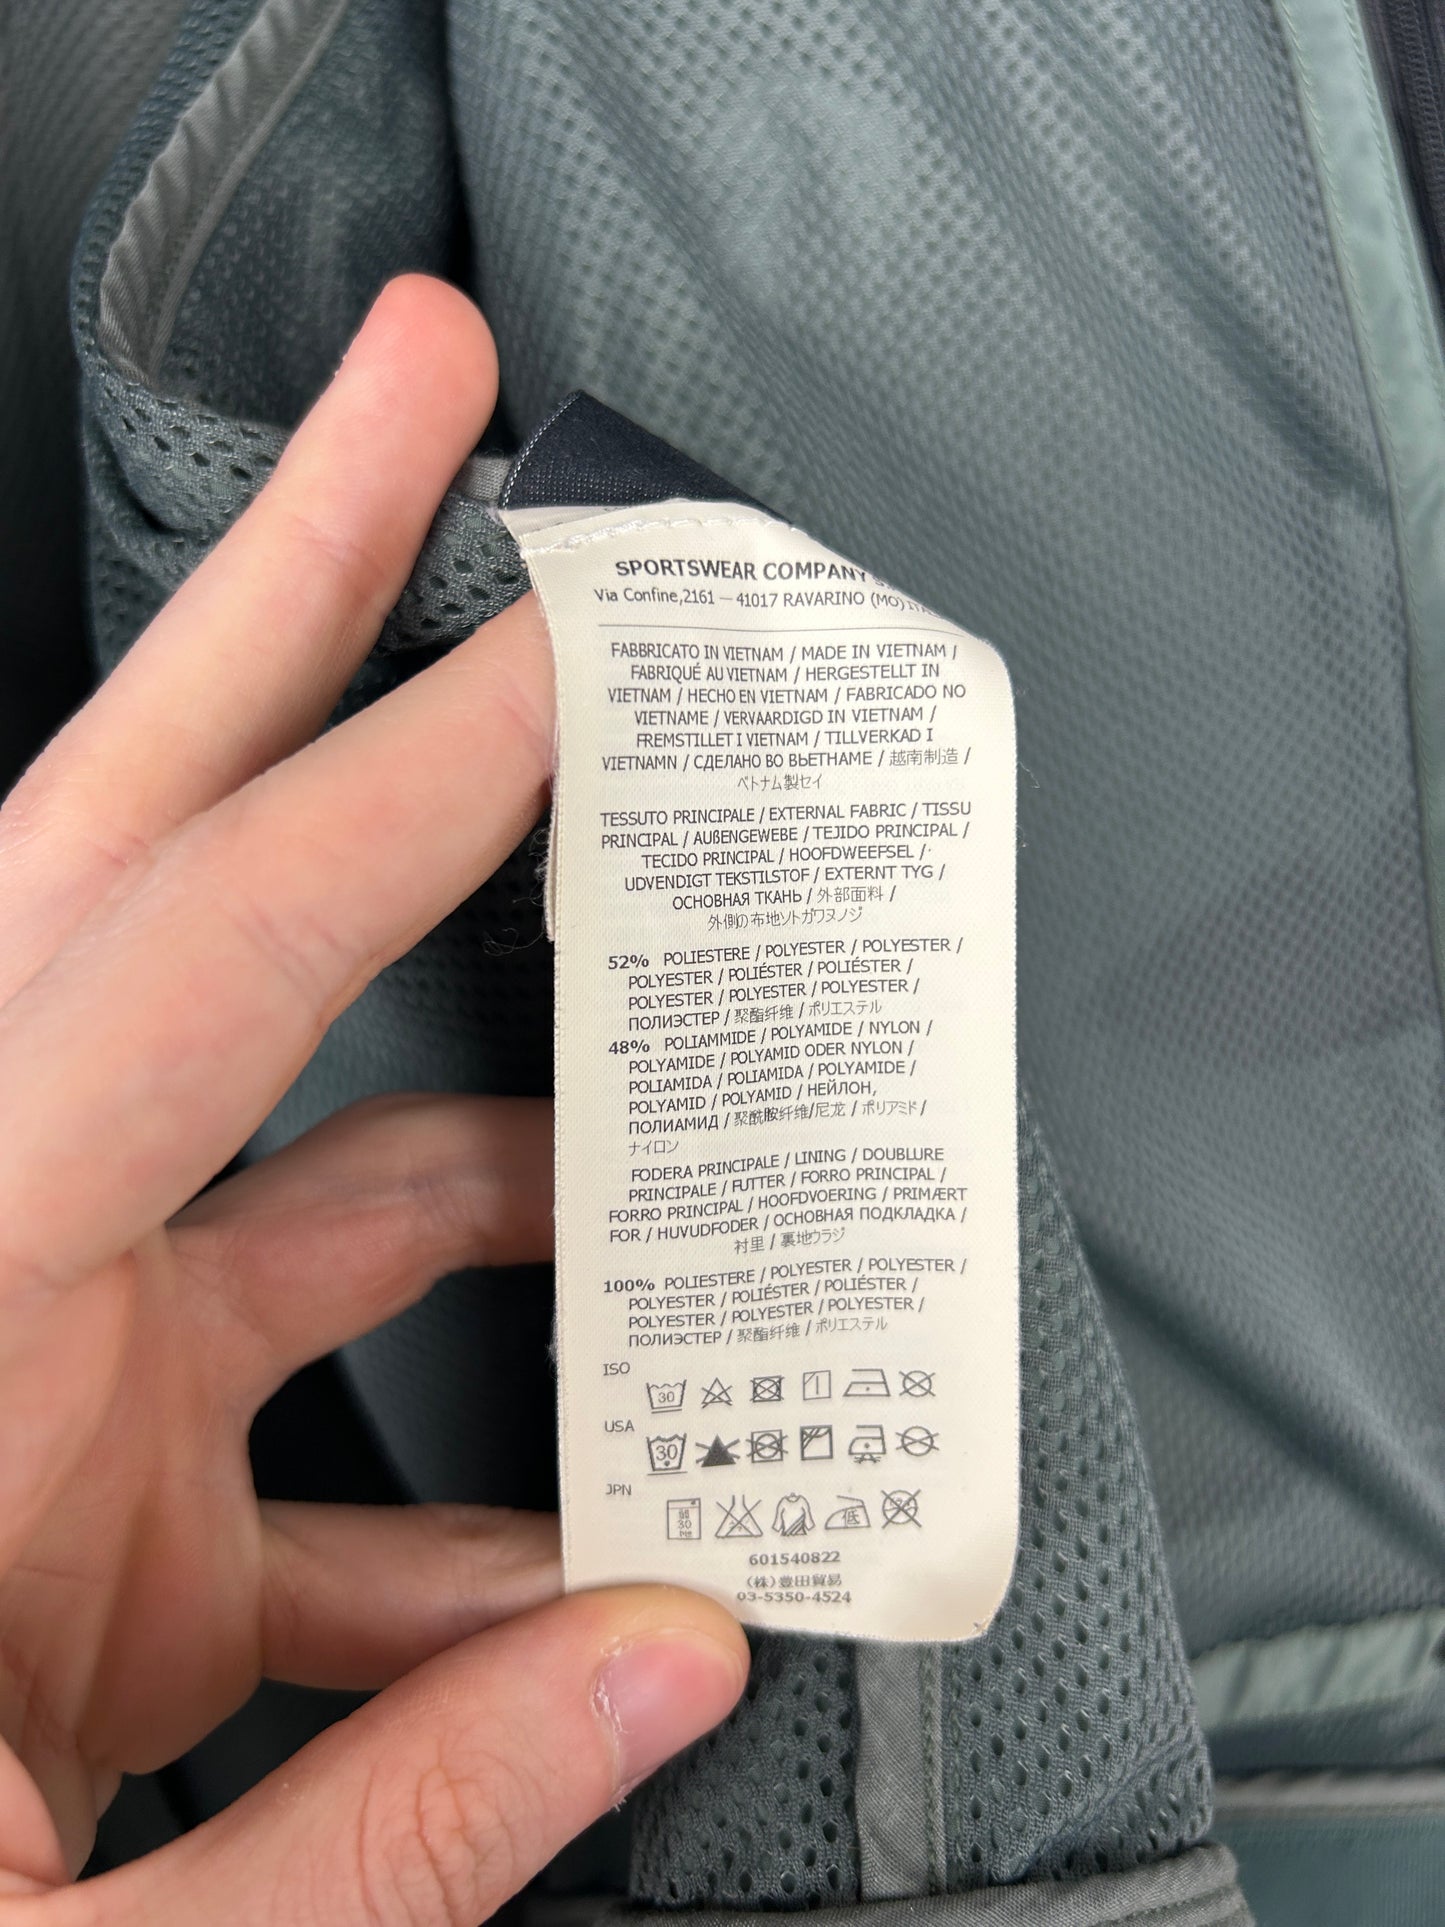 SPORTSWEAR COMPANY
Via Confine,2161 — 41017 RAVARINO (MO)
FABBRICATO IN VIETNAM / MADE IN VIETNAM /
FABRIQUÉ AU VIETNAM / HERGESTELLT IN
VIETNAM / HECHO EN VIETNAM / FABRICADO NO
VIETNAME / VERVAARDIGD IN VIETNAM /
FREMSTILLET I VIETNAM / TILLVERKAD I
VIETNAMN / СДЕЛАНО ВО ВЬЕТНАМЕ / 越南制造 /
ベトナム製セイ
TESSUTO PRINCIPALE / EXTERNAL FABRIC / TISSU
PRINCIPAL / AUßENGEWEBE / TEJIDO PRINCIPAL /
TECIDO PRINCIPAL / HOOFDWEEFSEL /
UDVENDIGT TEKSTILSTOF / EXTERNT TYG /
ОСНОВНАЯ ТКАНЬ / 外部面料 /
外側の布地ソトガワヌノジ
52% POLIESTERE / POLYESTER / POLYESTER /
POLYESTER / POLIÉSTER / POLIÉSTER /
POLYESTER / POLYESTER / POLYESTER /
ПОЛИЭСТЕР / 聚酯纤维 / ポリエステル
48% POLIAMMIDE / POLYAMIDE / NYLON /
POLYAMIDE / POLYAMID ODER NYLON /
POLIAMIDA / POLIAMIDA / POLYAMIDE /
POLYAMID / POLYAMID / НЕЙЛОН,
ПОЛИАМИД / 聚酰胺纤维/尼龙 / ポリアミド /
ナイロン
FODERA PRINCIPALE / LINING / DOUBLURE
PRINCIPALE / FUTTER / FORRO PRINCIPAL /
FORRO PRINCIPAL / HOOFDVOERING / PRIMÆRT
FOR / HUVUDFODER / ОСНОВНАЯ ПОДКЛАДКА /
衬里 / 裏地ウラジ
100% POLIESTERE / POLYESTER / POLYESTER /
POLYESTER / POLIÉSTER / POLIÉSTER /
POLYESTER / POLYESTER / POLYESTER /
ПОЛИЭСТЕР / 聚酯纤维 / ポリエステル
ISO
30
USA
30
JPN
30 低
601540822
(株)豊田貿易
03-5350-4524